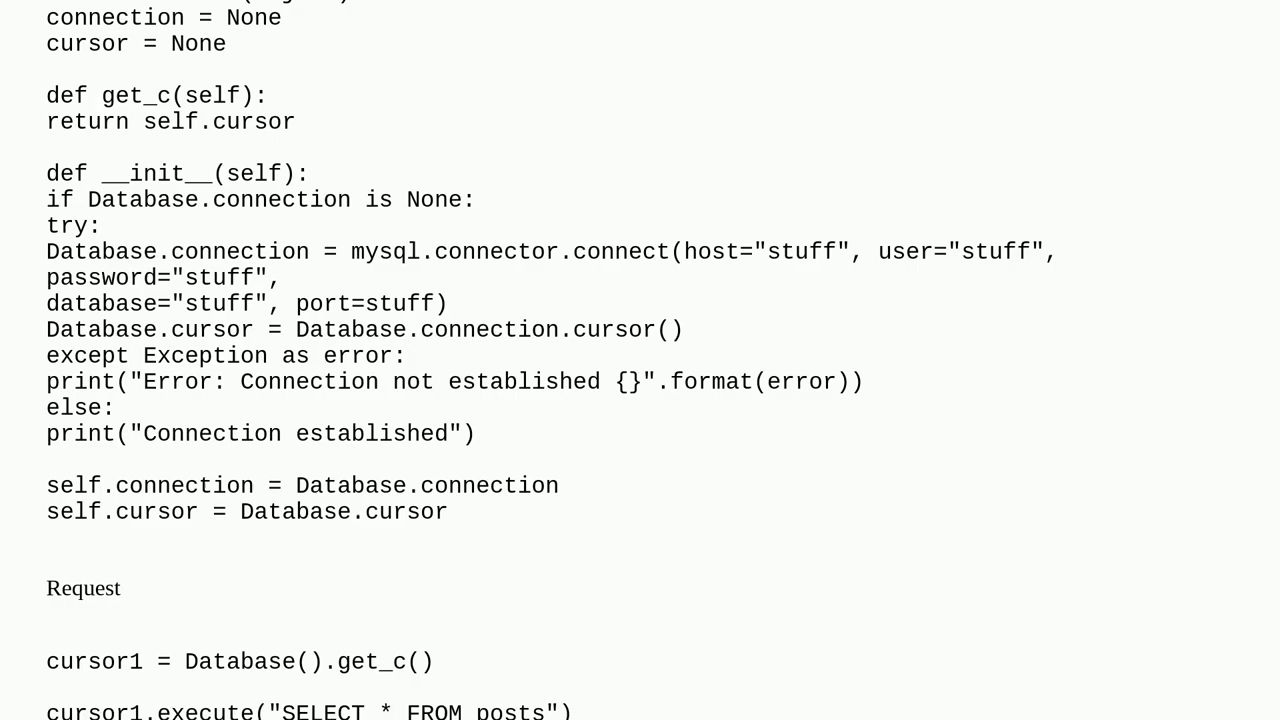 connection = None
cursor = None
def get_c(self):
return self.cursor
def __init__(self):
if Database.connection is None:
try:
Database.connection = mysql.connector.connect(host="stuff", user="stuff",
password="stuff",
database="stuff", port=stuff)
Database.cursor = Database.connection.cursor()
except Exception as error:
print("Error: Connection not established {}".format(error))
else:
print("Connection established")
self.connection = Database.connection
self.cursor = Database.cursor
Request
cursor1 = Database().get_c()
cursor1.execute("SELECT * FROM posts")